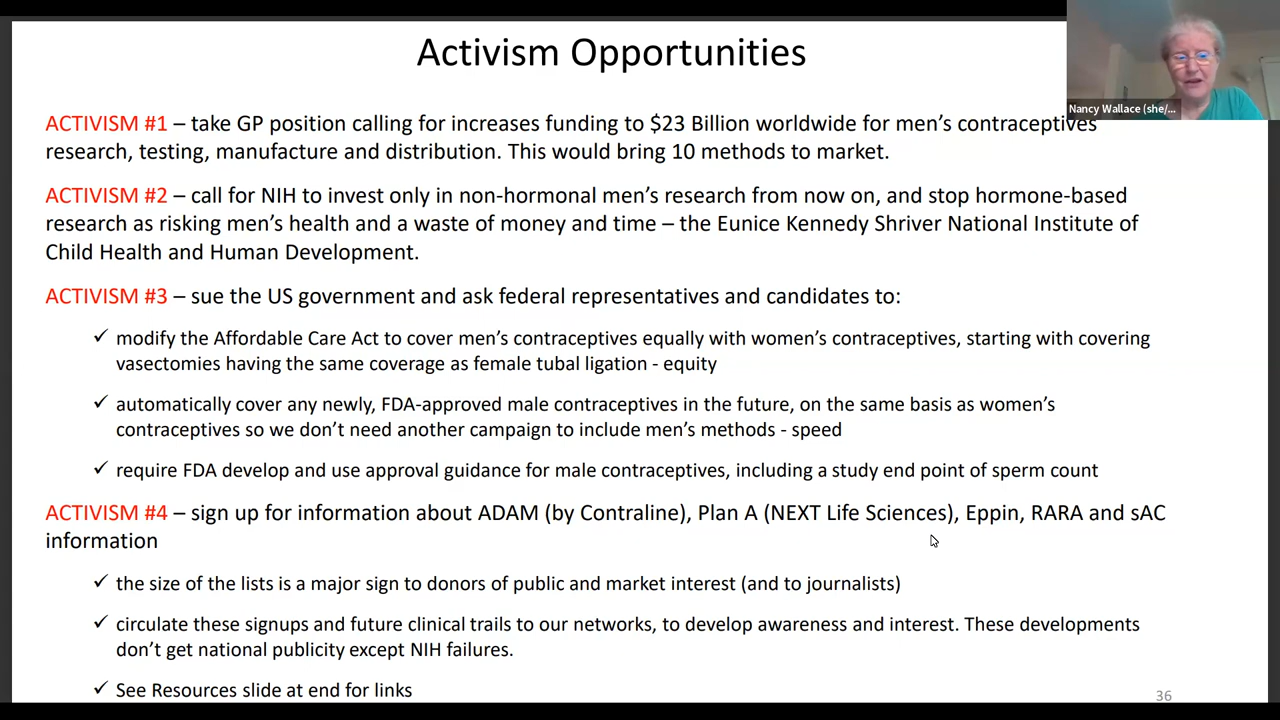 Activism Opportunities
Nancy Wallace (she/...
ACTIVISM #1 – take GP position calling for increases funding to $23 Billion worldwide for men’s contraceptives
research, testing, manufacture and distribution. This would bring 10 methods to market.
ACTIVISM #2 – call for NIH to invest only in non-hormonal men’s research from now on, and stop hormone-based
research as risking men’s health and a waste of money and time – the Eunice Kennedy Shriver National Institute of
Child Health and Human Development.
ACTIVISM #3 – sue the US government and ask federal representatives and candidates to:
✓ modify the Affordable Care Act to cover men’s contraceptives equally with women’s contraceptives, starting with covering
vasectomies having the same coverage as female tubal ligation - equity
✓ automatically cover any newly, FDA-approved male contraceptives in the future, on the same basis as women’s
contraceptives so we don’t need another campaign to include men’s methods - speed
✓ require FDA develop and use approval guidance for male contraceptives, including a study end point of sperm count
ACTIVISM #4 – sign up for information about ADAM (by Contraline), Plan A (NEXT Life Sciences), Eppin, RARA and sAC
information
✓ the size of the lists is a major sign to donors of public and market interest (and to journalists)
✓ circulate these signups and future clinical trails to our networks, to develop awareness and interest. These developments
don’t get national publicity except NIH failures.
✓ See Resources slide at end for links
36